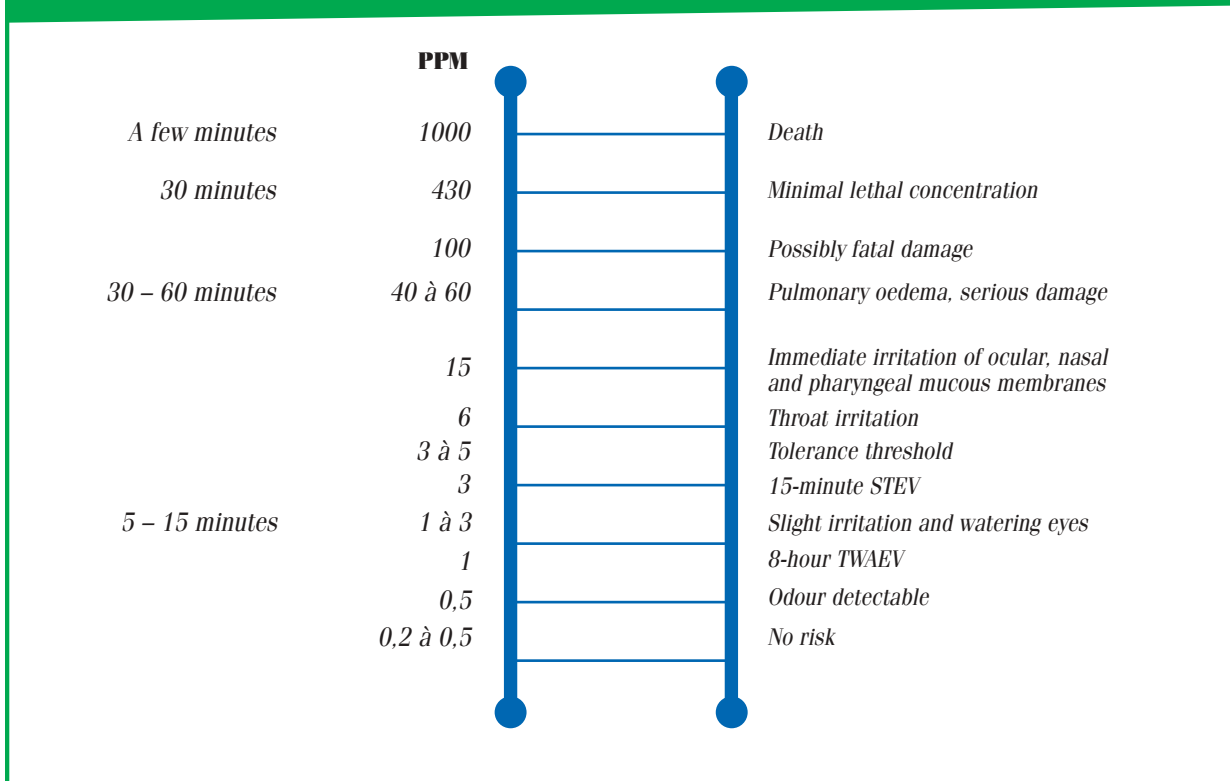 PPM
A few minutes 1000 Death
30 minutes 430 Minimal lethal concentration
100 Possibly fatal damage
30 – 60 minutes 40 à 60 Pulmonary oedema, serious damage
15 Immediate irritation of ocular, nasal
and pharyngeal mucous membranes
6 Throat irritation
3 à 5 Tolerance threshold
3 15-minute STEV
5 – 15 minutes 1 à 3 Slight irritation and watering eyes
1 8-hour TWAEV
0,5 Odour detectable
0,2 à 0,5 No risk